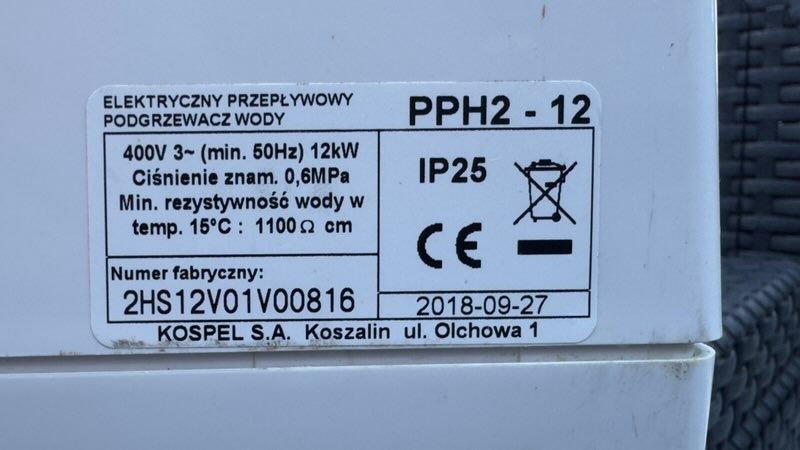 ELEKTRYCZNY PRZEPŁYWOWY
PODGRZEWACZ WODY
PPH2 - 12
400V 3~ (min. 50Hz) 12kW
Ciśnienie znam. 0,6MPa
Min. rezystywność wody w
temp. 15°C : 1100Ω cm
IP25
CE
Numer fabryczny:
2HS12V01V00816
2018-09-27
KOSPEL S.A. Koszalin ul. Olchowa 1